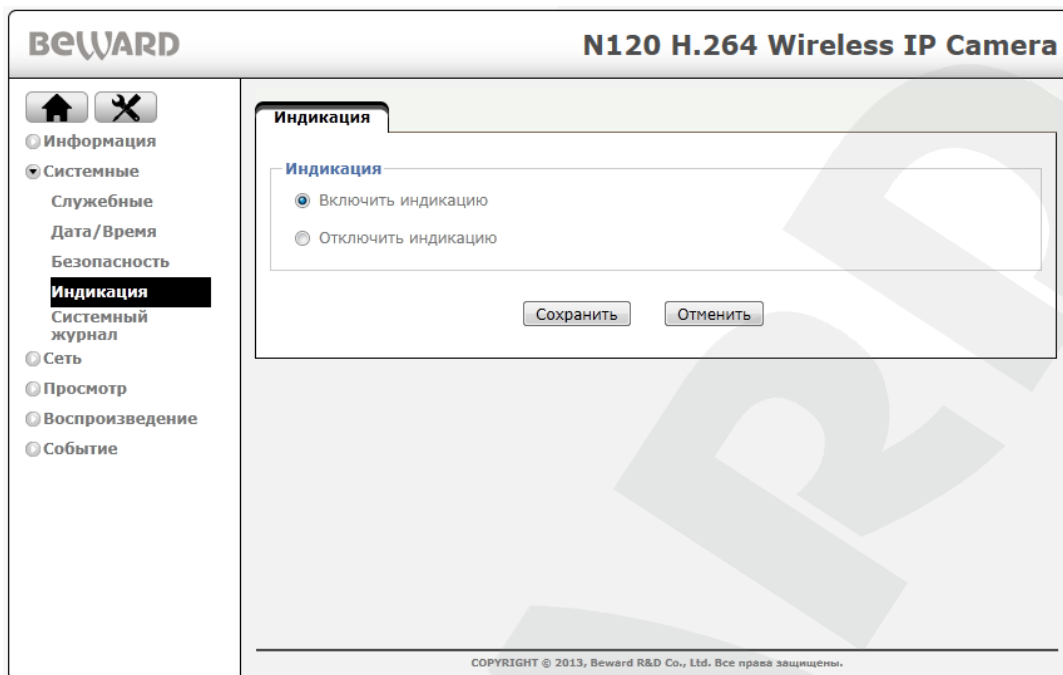 BEWARD
N120 H.264 Wireless IP Camera
Информация
Системные
Служебные
Дата/Время
Безопасность
Индикация
Системный
журнал
Сеть
Просмотр
Воспроизведение
Событие
Индикация
Индикация
Включить индикацию
Отключить индикацию
Сохранить
Отменить
COPYRIGHT © 2013, Beward R&D Co., Ltd. Все права защищены.